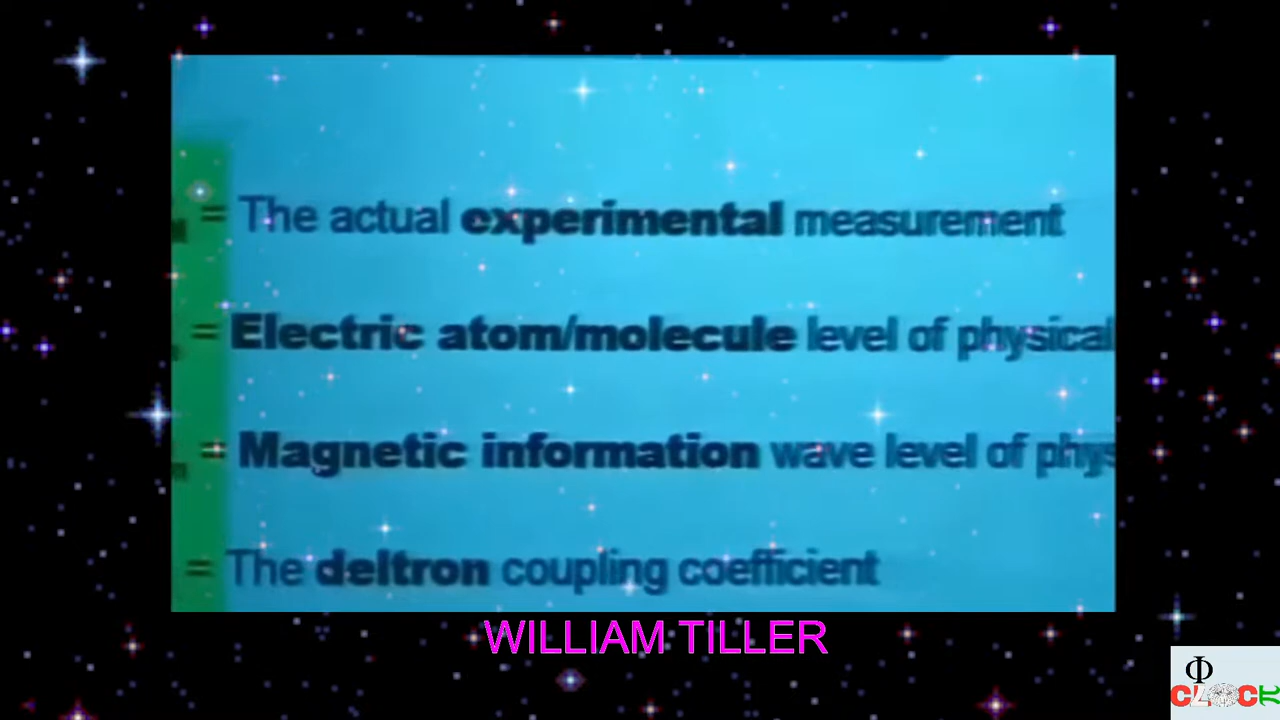 = The actual experimental measurement
= Electric atom/molecule level of physical
= Magnetic information wave level of phys
= The deltron coupling coefficient
WILLIAM TILLER
Φ
CLOCK